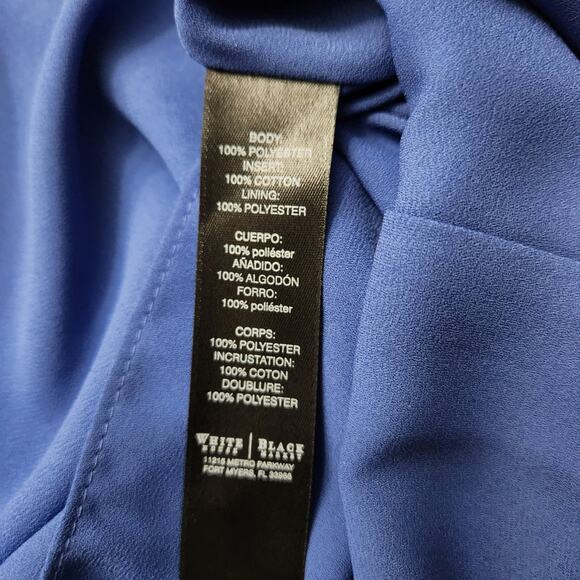 BODY:
100% POLYESTER
INSERT:
100% COTTON
LINING:
100% POLYESTER
CUERPO:
100% poliéster
AÑADIDO:
100% ALGODÓN
FORRO:
100% poliéster
CORPS:
100% POLYESTER
INCRUSTATION:
100% COTON
DOUBLURE:
100% POLYESTER
WHITE | BLACK
HOUSE MARKET
11215 METRO PARKWAY
FORT MYERS, FL 33966